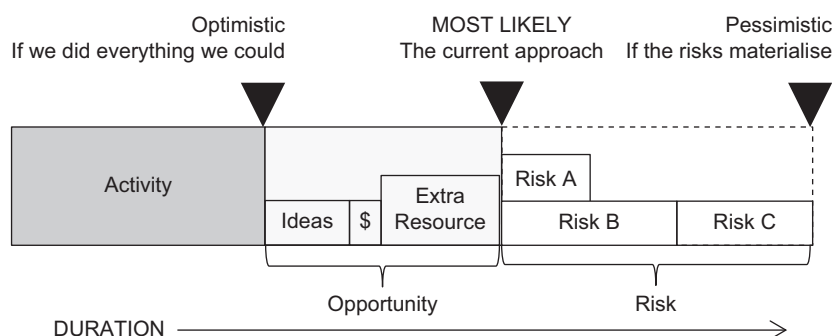 Optimistic
If we did everything we could
MOST LIKELY
The current approach
Pessimistic
If the risks materialise
Activity
Ideas
$
Extra
Resource
Risk A
Risk B
Risk C
Opportunity
Risk
DURATION